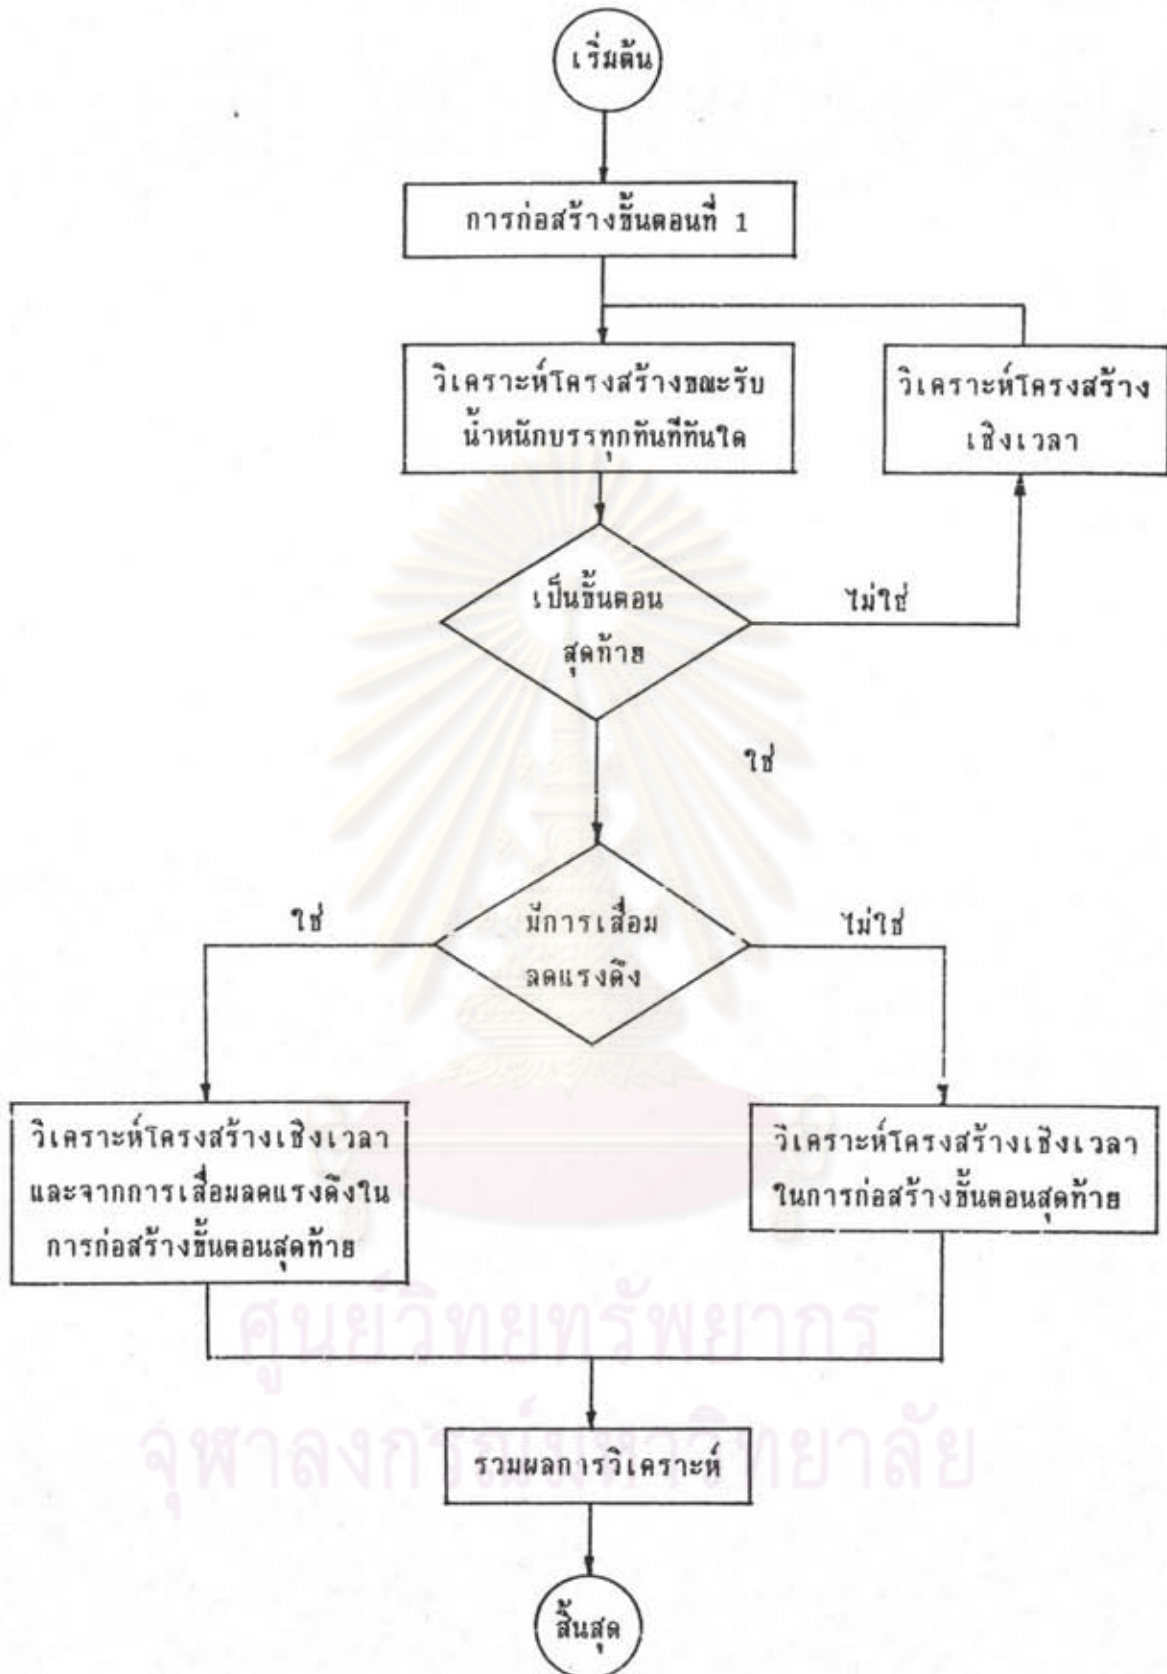 เริ่มต้น
การก่อสร้างขั้นตอนที่ 1
วิเคราะห์โครงสร้างขณะรับ
น้ำหนักบรรทุกทันทีทันใด
วิเคราะห์โครงสร้าง
เชิงเวลา
เป็นขั้นตอน
สุดท้าย
ไม่ใช่
ใช่
ใช่
มีการเสื่อม
ลดแรงดึง
ไม่ใช่
วิเคราะห์โครงสร้างเชิงเวลา
และจากการเสื่อมลดแรงดึงใน
การก่อสร้างขั้นตอนสุดท้าย
วิเคราะห์โครงสร้างเชิงเวลา
ในการก่อสร้างขั้นตอนสุดท้าย
ศูนย์วิทยทรัพยากร
จุฬาลงกรณ์มหาวิทยาลัย
รวมผลการวิเคราะห์
สิ้นสุด